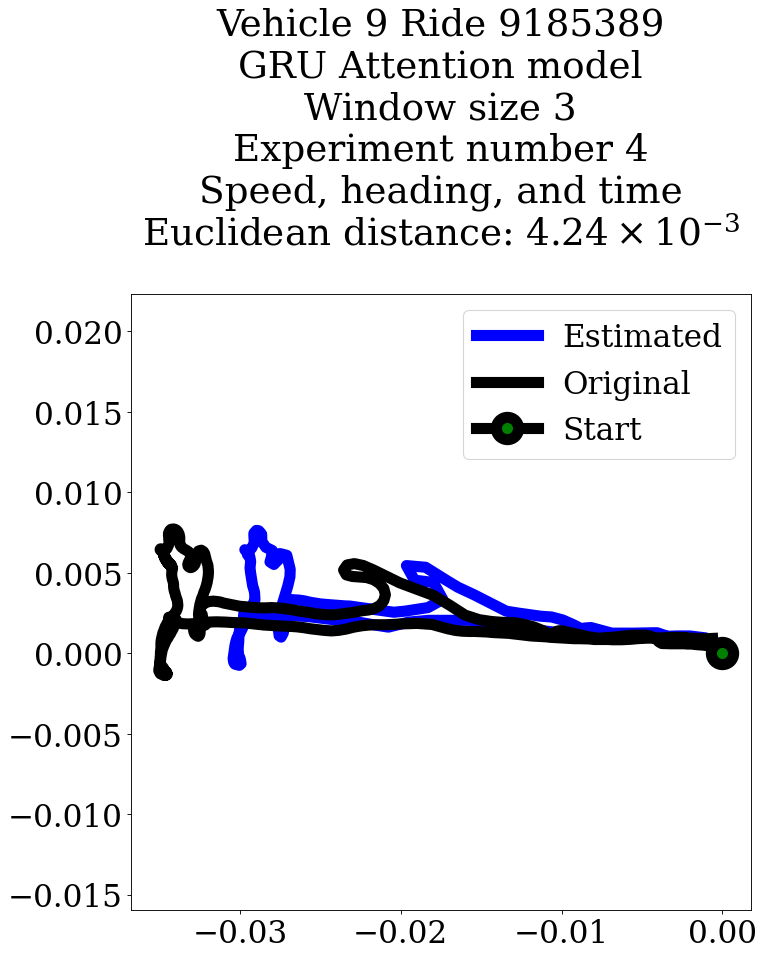 Vehicle 9 Ride 9185389
GRU Attention model
Window size 3
Experiment number 4
Speed, heading, and time
Euclidean distance: 4.24 × 10⁻³
Estimated
Original
Start
0.020
0.015
0.010
0.005
0.000
−0.005
−0.010
−0.015
−0.03 −0.02 −0.01 0.00